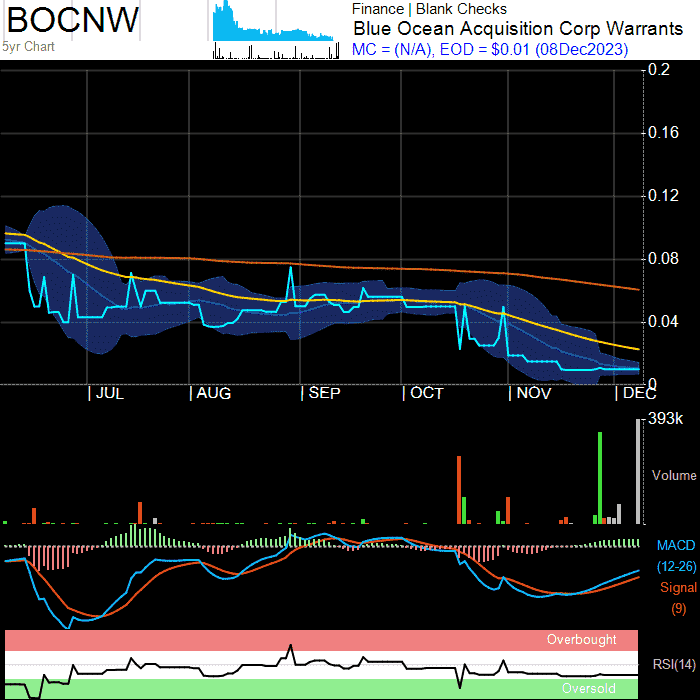 BOCNW
5yr Chart
Finance | Blank Checks
Blue Ocean Acquisition Corp Warrants
MC = (N/A), EOD = $0.01 (08Dec2023)
0.2
0.16
0.12
0.08
0.04
0
| JUL | AUG | SEP | OCT | NOV | DEC
393k
Volume
MACD
(12-26)
Signal
(9)
Overbought
RSI(14)
Oversold